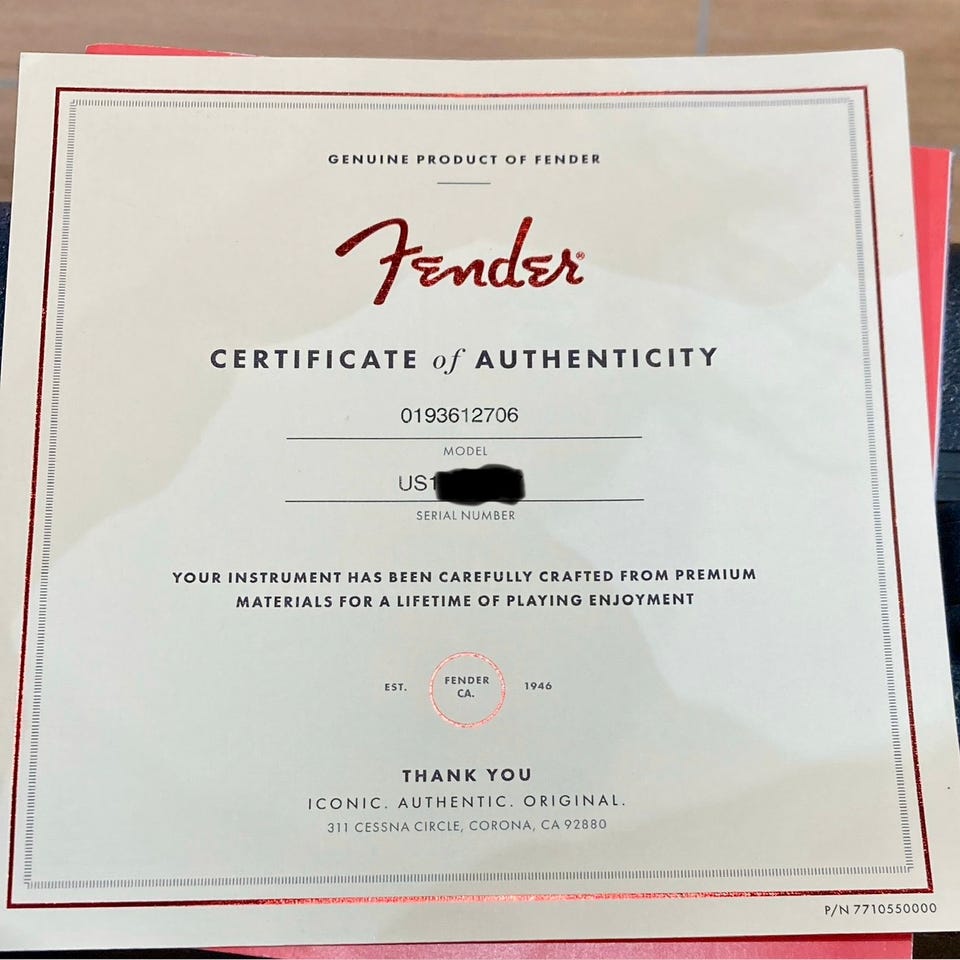 GENUINE PRODUCT OF FENDER
Fender®
CERTIFICATE of AUTHENTICITY
0193612706
MODEL
US1
SERIAL NUMBER
YOUR INSTRUMENT HAS BEEN CAREFULLY CRAFTED FROM PREMIUM
MATERIALS FOR A LIFETIME OF PLAYING ENJOYMENT
EST. FENDER CA. 1946
THANK YOU
ICONIC. AUTHENTIC. ORIGINAL.
311 CESSNA CIRCLE, CORONA, CA 92880
P/N 7710550000